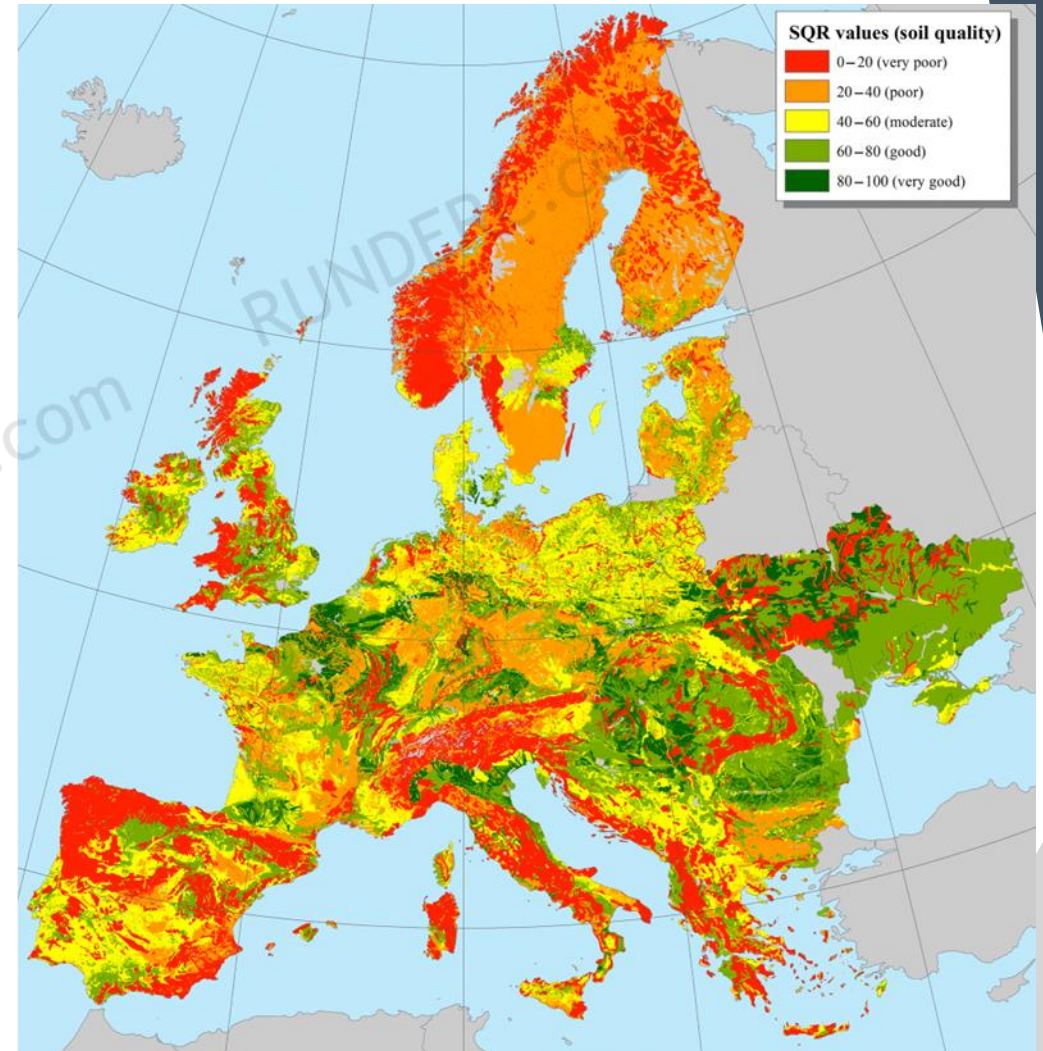 SQR values (soil quality)
0–20 (very poor)
20–40 (poor)
40–60 (moderate)
60–80 (good)
80–100 (very good)
.com